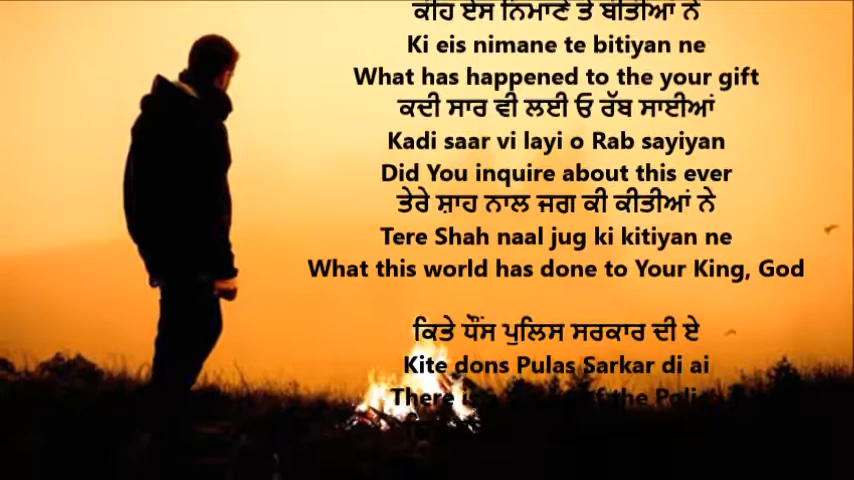 ਕੀਹ ਏਸ ਨਿਮਾਣੇ ਤੇ ਬੀਤੀਆਂ ਨੇ
Ki eis nimane te bitiyan ne
What has happened to the your gift
ਕਦੀ ਸਾਰ ਵੀ ਲਈ ਓ ਰੱਬ ਸਾਈਆਂ
Kadi saar vi layi o Rab sayiyan
Did You inquire about this ever
ਤੇਰੇ ਸ਼ਾਹ ਨਾਲ ਜਗ ਕੀ ਕੀਤੀਆਂ ਨੇ
Tere Shah naal jug ki kitiyan ne
What this world has done to Your King, God
ਕਿਤੇ ਧੌਂਸ ਪੁਲਿਸ ਸਰਕਾਰ ਦੀ ਏ
Kite dons Pulas Sarkar di ai
There the